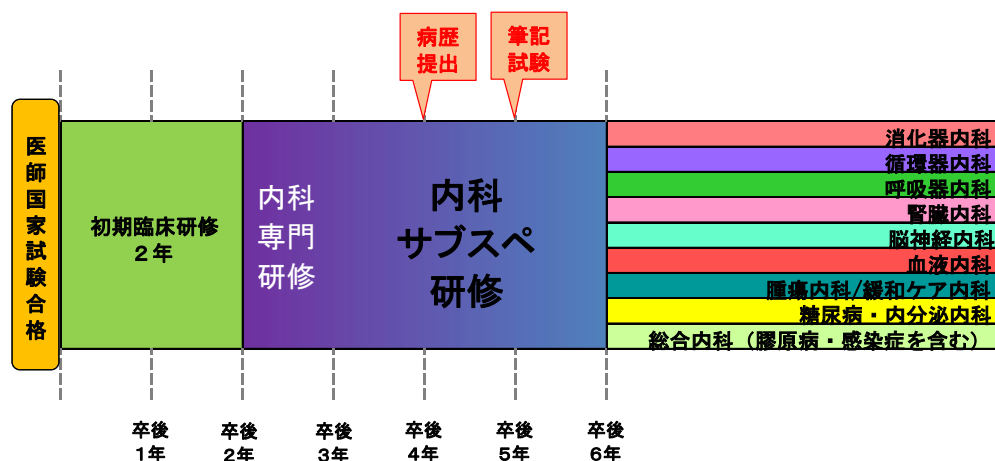 病歴
提出
筆記
試験
医師国家試験合格
初期臨床研修
２年
内科
専門
研修
内科
サブスペ
研修
消化器内科
循環器内科
呼吸器内科
腎臓内科
脳神経内科
血液内科
腫瘍内科/緩和ケア内科
糖尿病・内分泌内科
総合内科（膠原病・感染症を含む）
卒後
1年
卒後
2年
卒後
3年
卒後
4年
卒後
5年
卒後
6年